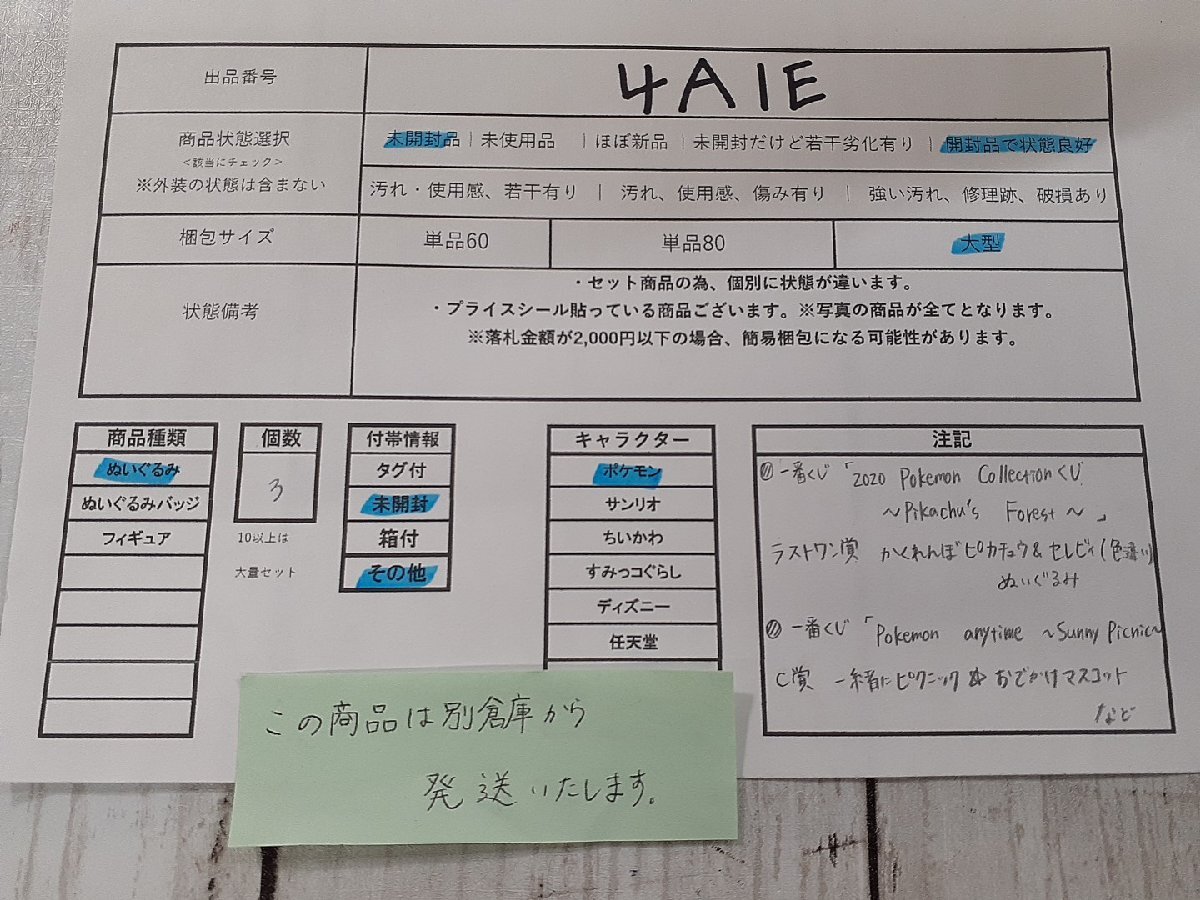 出品番号 4A1E
商品状態選択 未開封品 | 未使用品 | ほぼ新品 | 未開封だけど若干劣化有り | 開封品で状態良好
<該当にチェック>
※外装の状態は含まない 汚れ・使用感、若干有り | 汚れ、使用感、傷み有り | 強い汚れ、修理跡、破損あり
梱包サイズ 単品60 単品80 大型
状態備考
・セット商品の為、個別に状態が違います。
・プライスシール貼っている商品ございます。※写真の商品が全てとなります。
※落札金額が2,000円以下の場合、簡易梱包になる可能性があります。
商品種類
ぬいぐるみ
ぬいぐるみバッジ
フィギュア
個数
3
10以上は
大量セット
付帯情報
タグ付
未開封
箱付
その他
キャラクター
ポケモン
サンリオ
ちいかわ
すみっコぐらし
ディズニー
任天堂
注記
一番くじ「2020 Pokemon Collectionくじ
~Pikachu's Forest~」
ラストワン賞 かくれんぼピカチュウ&セレビィ(色違い)
ぬいぐるみ
一番くじ「Pokemon anytime ~Sunny Picnic~
C賞 一緒にピクニック☆おでかけマスコット
など
この商品は別倉庫から
発送いたします。